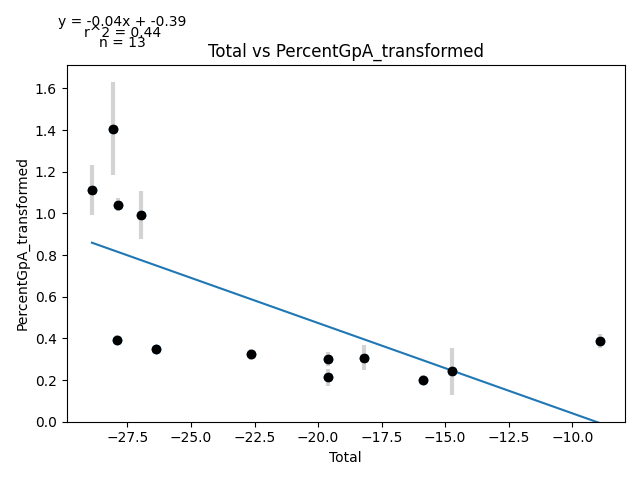 y = -0.04x + -0.39
r^2 = 0.44
n = 13
Total vs PercentGpA_transformed
PercentGpA_transformed
1.6
1.4
1.2
1.0
0.8
0.6
0.4
0.2
0.0
−27.5 −25.0 −22.5 −20.0 −17.5 −15.0 −12.5 −10.0
Total